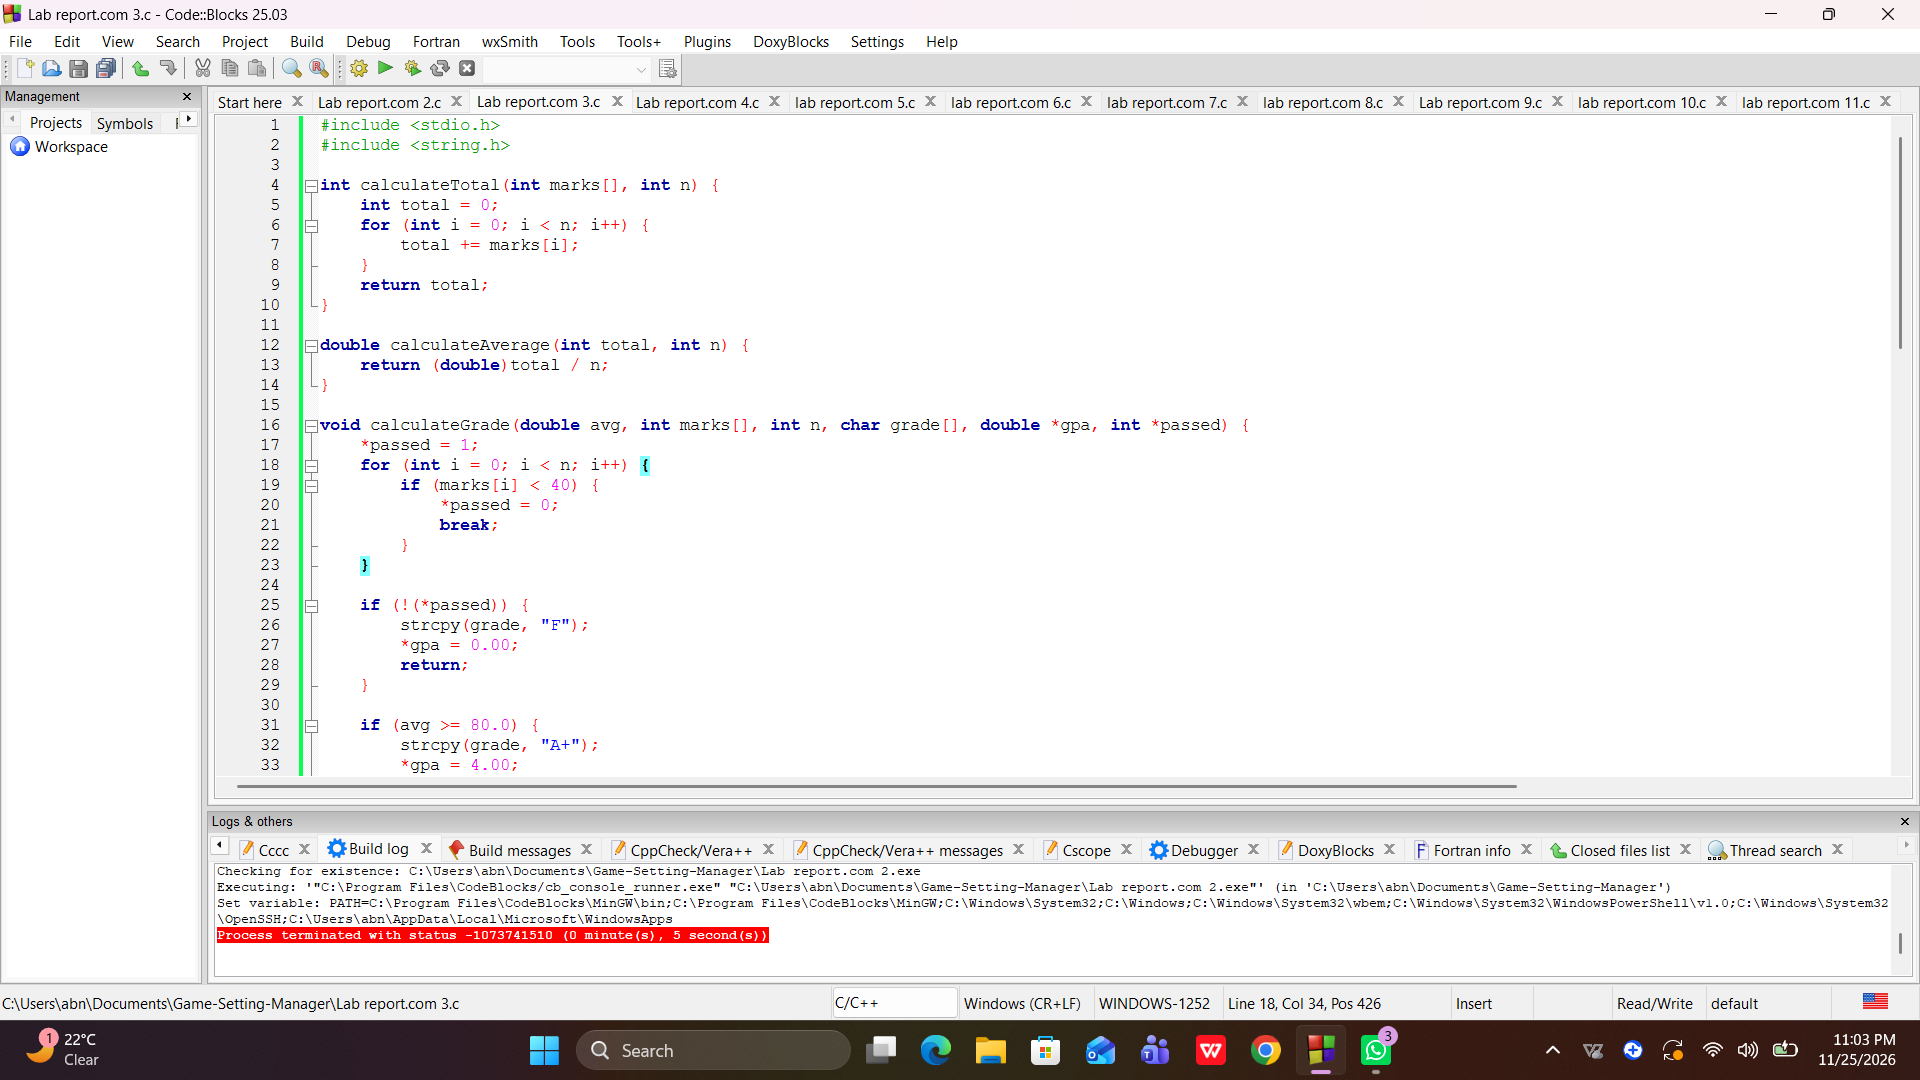 Lab report.com 3.c - Code::Blocks 25.03
File Edit View Search Project Build Debug Fortran wxSmith Tools Tools+ Plugins DoxyBlocks Settings Help
Management
Projects Symbols
Workspace
Start here Lab report.com 2.c Lab report.com 3.c Lab report.com 4.c lab report.com 5.c lab report.com 6.c lab report.com 7.c lab report.com 8.c Lab report.com 9.c lab report.com 10.c lab report.com 11.c
1 #include <stdio.h>
2 #include <string.h>
3
4 int calculateTotal(int marks[], int n) {
5 int total = 0;
6 for (int i = 0; i < n; i++) {
7 total += marks[i];
8 }
9 return total;
10 }
11
12 double calculateAverage(int total, int n) {
13 return (double)total / n;
14 }
15
16 void calculateGrade(double avg, int marks[], int n, char grade[], double *gpa, int *passed) {
17 *passed = 1;
18 for (int i = 0; i < n; i++) {
19 if (marks[i] < 40) {
20 *passed = 0;
21 break;
22 }
23 }
24
25 if (!(*passed)) {
26 strcpy(grade, "F");
27 *gpa = 0.00;
28 return;
29 }
30
31 if (avg >= 80.0) {
32 strcpy(grade, "A+");
33 *gpa = 4.00;
Logs & others
Cccc Build log Build messages CppCheck/Vera++ CppCheck/Vera++ messages Cscope Debugger DoxyBlocks Fortran info Closed files list Thread search
Checking for existence: C:\Users\abn\Documents\Game-Setting-Manager\Lab report.com 2.exe
Executing: '"C:\Program Files\CodeBlocks/cb_console_runner.exe" "C:\Users\abn\Documents\Game-Setting-Manager\Lab report.com 2.exe"' (in 'C:\Users\abn\Documents\Game-Setting-Manager')
Set variable: PATH=C:\Program Files\CodeBlocks\MinGW\bin;C:\Program Files\CodeBlocks\MinGW;C:\Windows\System32;C:\Windows;C:\Windows\System32\wbem;C:\Windows\System32\WindowsPowerShell\v1.0;C:\Windows\System32
\OpenSSH;C:\Users\abn\AppData\Local\Microsoft\WindowsApps
Process terminated with status -1073741510 (0 minute(s), 5 second(s))
C:\Users\abn\Documents\Game-Setting-Manager\Lab report.com 3.c C/C++ Windows (CR+LF) WINDOWS-1252 Line 18, Col 34, Pos 426 Insert Read/Write default
1 22°C
Clear
Search
3
11:03 PM
11/25/2026